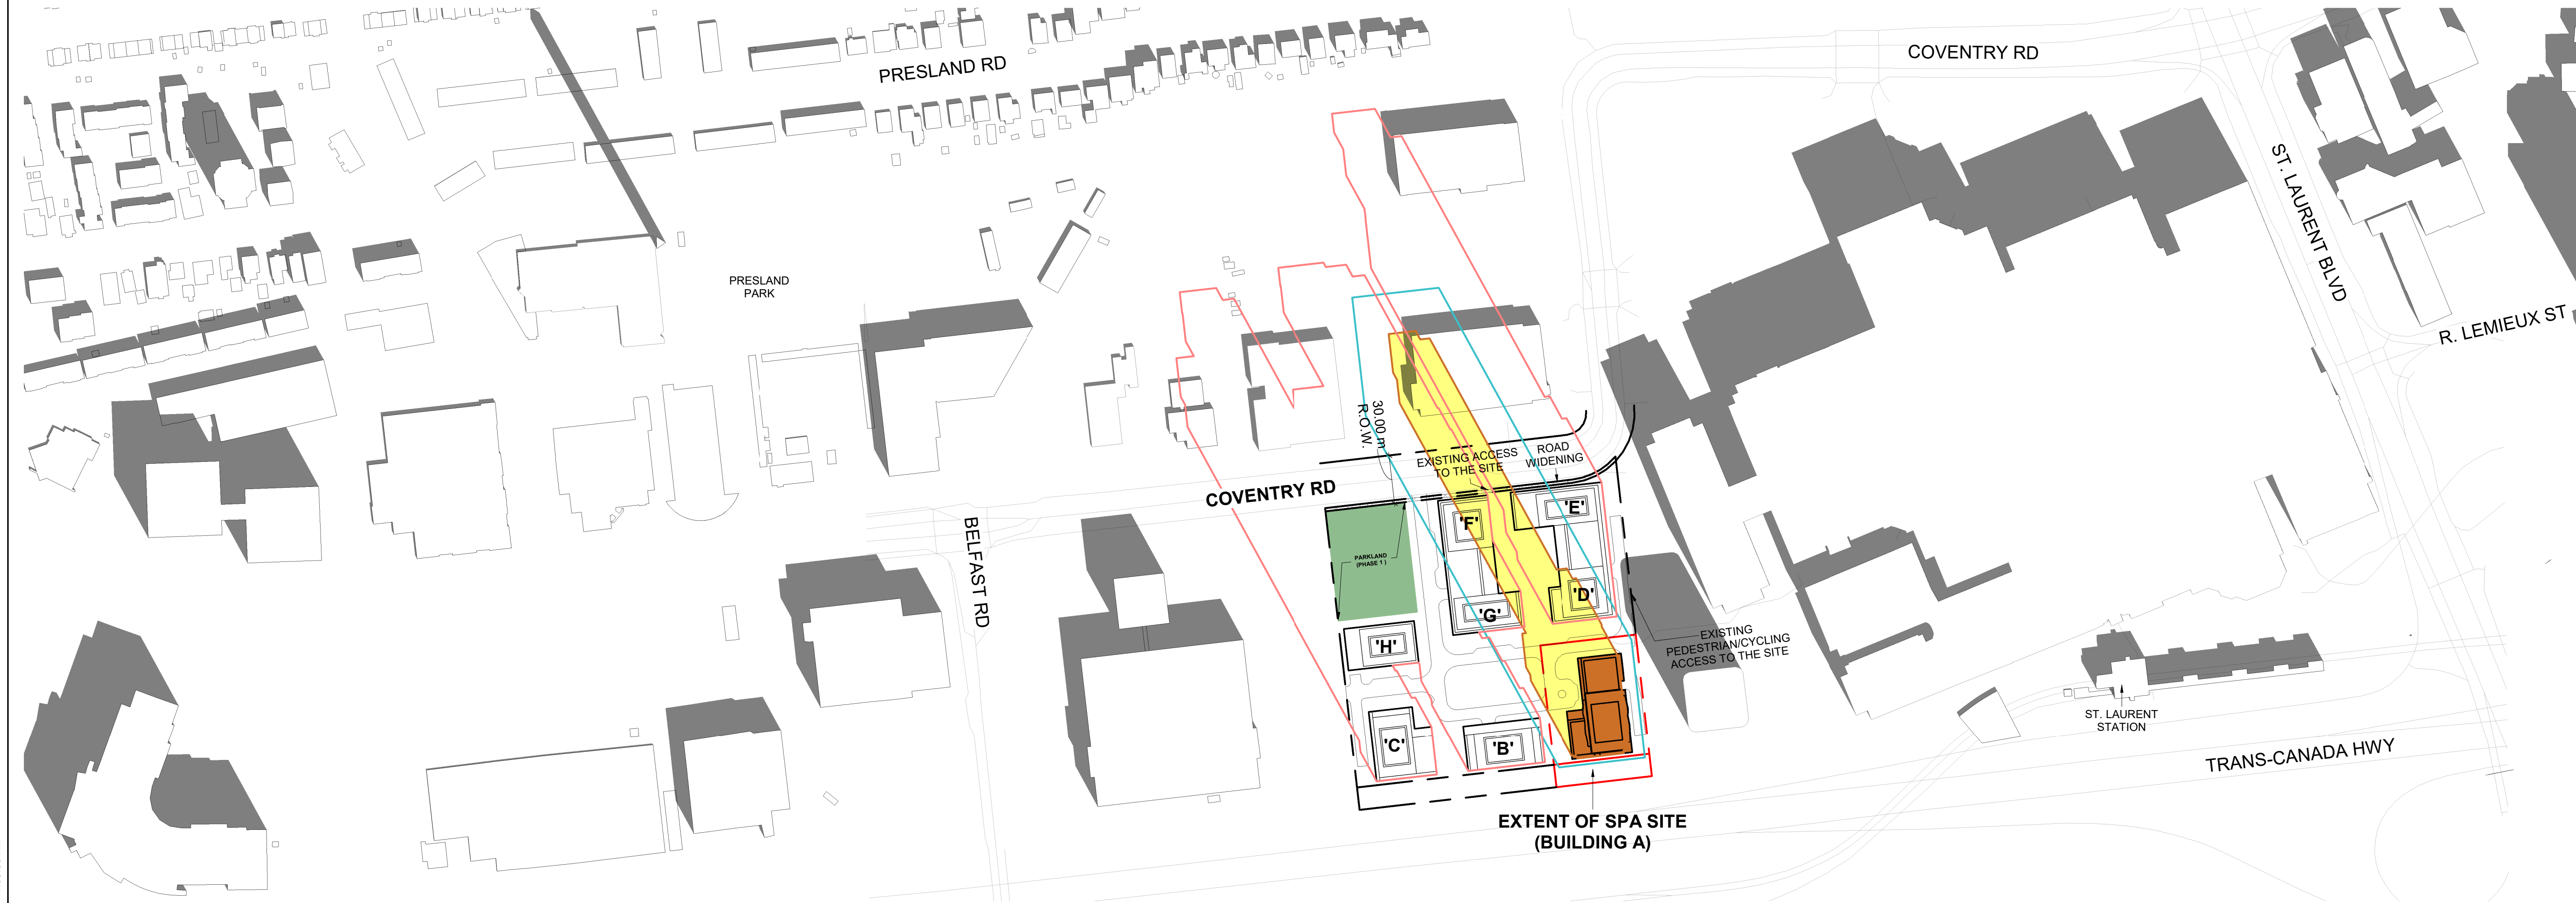 COVENTRY RD
PRESLAND RD
ST. LAURENT BLVD
PRESLAND
PARK
R. LEMIEUX ST
30.00 m
R.O.W.
EXISTING ACCESS
TO THE SITE
ROAD
WIDENING
COVENTRY RD
BELFAST RD
'E'
'F'
PARKLAND
(PHASE 1 )
'D'
'G'
EXISTING
PEDESTRIAN/CYCLING
ACCESS TO THE SITE
'H'
ST. LAURENT
STATION
'C'
'B'
TRANS-CANADA HWY
EXTENT OF SPA SITE
(BUILDING A)